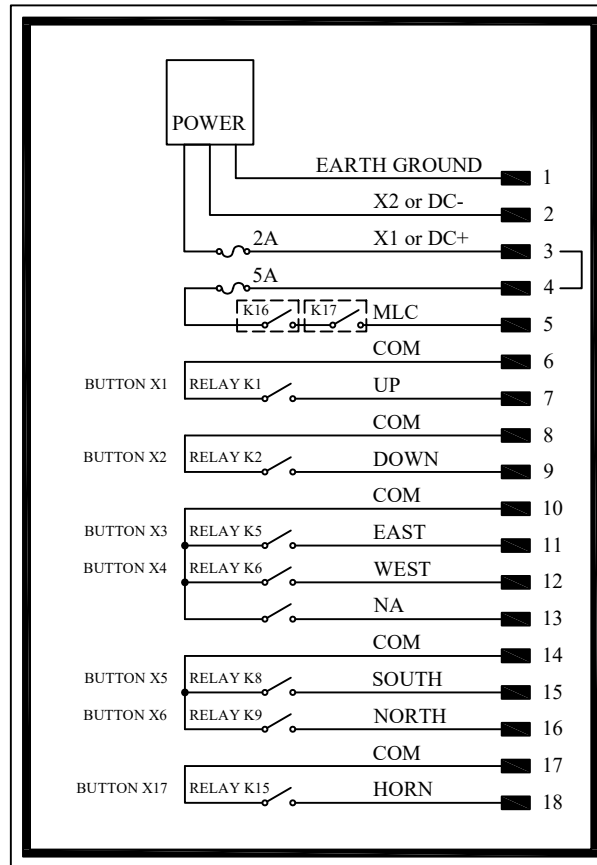 POWER
EARTH GROUND 1
X2 or DC- 2
2A X1 or DC+ 3
5A 4
K16 K17 MLC 5
COM 6
BUTTON X1 RELAY K1 UP 7
COM 8
BUTTON X2 RELAY K2 DOWN 9
COM 10
BUTTON X3 RELAY K5 EAST 11
BUTTON X4 RELAY K6 WEST 12
NA 13
COM 14
BUTTON X5 RELAY K8 SOUTH 15
BUTTON X6 RELAY K9 NORTH 16
COM 17
BUTTON X17 RELAY K15 HORN 18